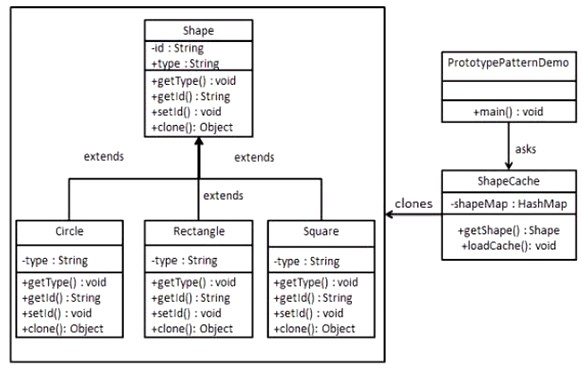 Shape
-id : String
+type : String
+getType() : void
+getId() : String
+setId() : void
+clone(): Object
extends
extends
extends
Circle
-type : String
+getType() : void
+getId() : String
+setId() : void
+clone(): Object
Rectangle
-type : String
+getType() : void
+getId() : String
+setId() : void
+clone(): Object
Square
-type : String
+getType() : void
+getId() : String
+setId() : void
+clone(): Object
PrototypePatternDemo
+main() : void
asks
ShapeCache
-shapeMap : HashMap
+getShape() : Shape
+loadCache(): void
clones